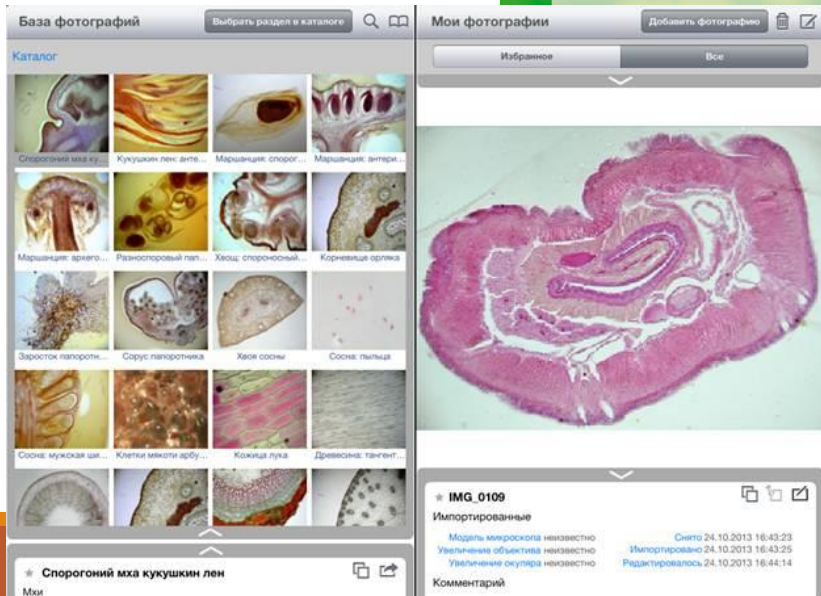 База фотографий
Выбрать раздел в каталоге
Каталог
Спорогоний мха ку...
Кукушкин лен: анте...
Маршанция: спорог...
Маршанция: антери...
Маршанция: архего...
Разноспоровый пап...
Хвощ: спороносный...
Корневище орляка
Заросток папоротн...
Сорус папоротника
Хвоя сосны
Сосна: пыльца
Сосна: мужская ши...
Клетки мякоти арбу...
Кожица лука
Древесина: тангент...
Спорогоний мха кукушкин лен
Мхи
Мои фотографии
Добавить фотографию
Избранное
Все
IMG_0109
Импортированные
Модель микроскопа неизвестно
Увеличение объектива неизвестно
Увеличение окуляра неизвестно
Снято 24.10.2013 16:43:23
Импортировано 24.10.2013 16:43:25
Редактировалось 24.10.2013 16:44:14
Комментарий